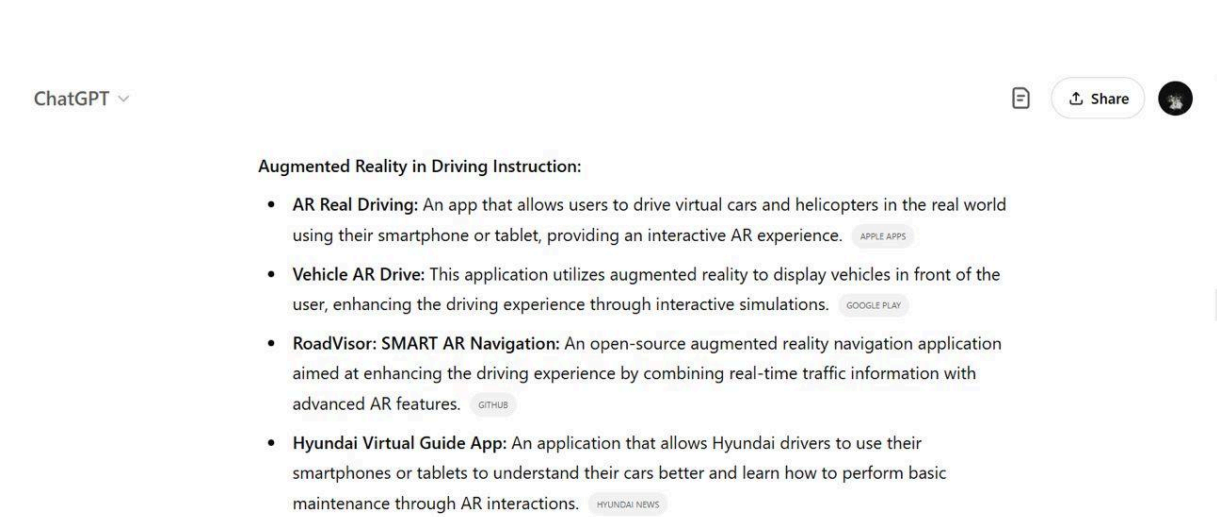 ChatGPT
Share
Augmented Reality in Driving Instruction:
• AR Real Driving: An app that allows users to drive virtual cars and helicopters in the real world
using their smartphone or tablet, providing an interactive AR experience. APPLE APPS
• Vehicle AR Drive: This application utilizes augmented reality to display vehicles in front of the
user, enhancing the driving experience through interactive simulations. GOOGLE PLAY
• RoadVisor: SMART AR Navigation: An open-source augmented reality navigation application
aimed at enhancing the driving experience by combining real-time traffic information with
advanced AR features. GITHUB
• Hyundai Virtual Guide App: An application that allows Hyundai drivers to use their
smartphones or tablets to understand their cars better and learn how to perform basic
maintenance through AR interactions. HYUNDAI NEWS